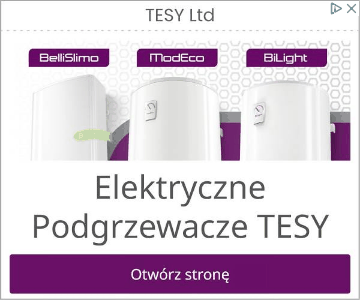 TESY Ltd
BelliSlimo ModEco BiLight
Elektryczne
Podgrzewacze TESY
Otwórz stronę